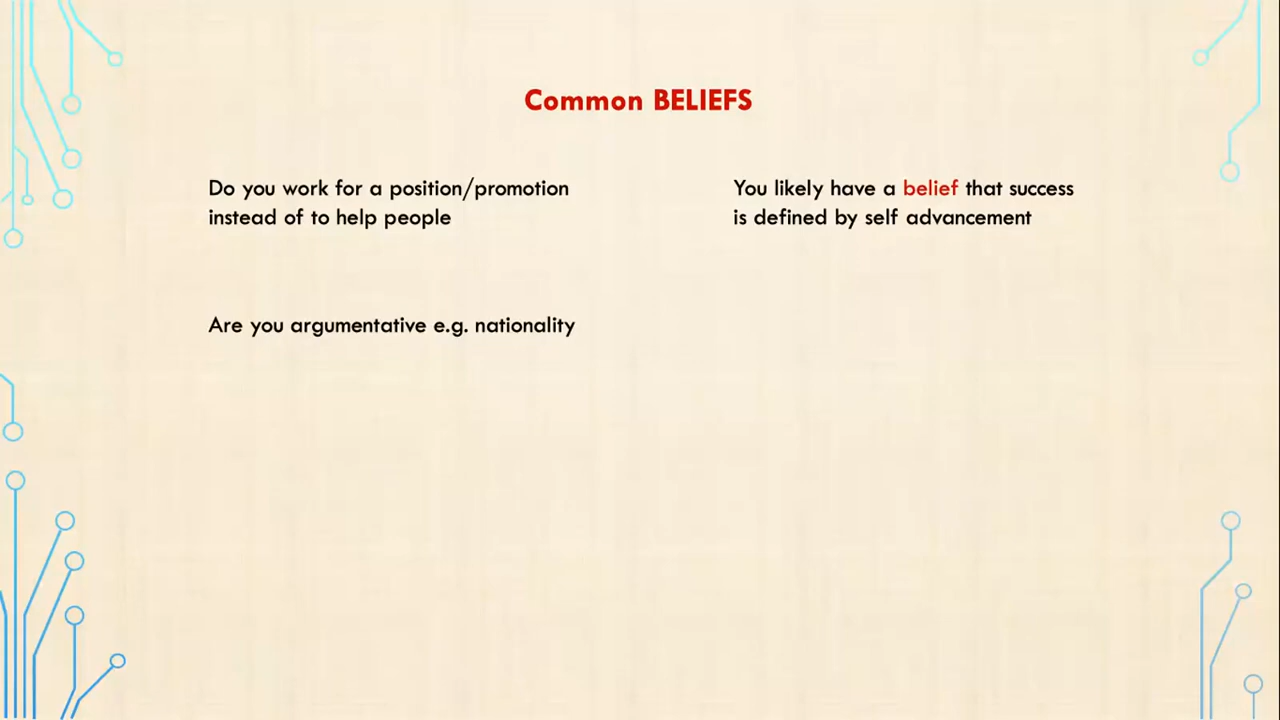 Common BELIEFS
Do you work for a position/promotion
instead of to help people
You likely have a belief that success
is defined by self advancement
Are you argumentative e.g. nationality